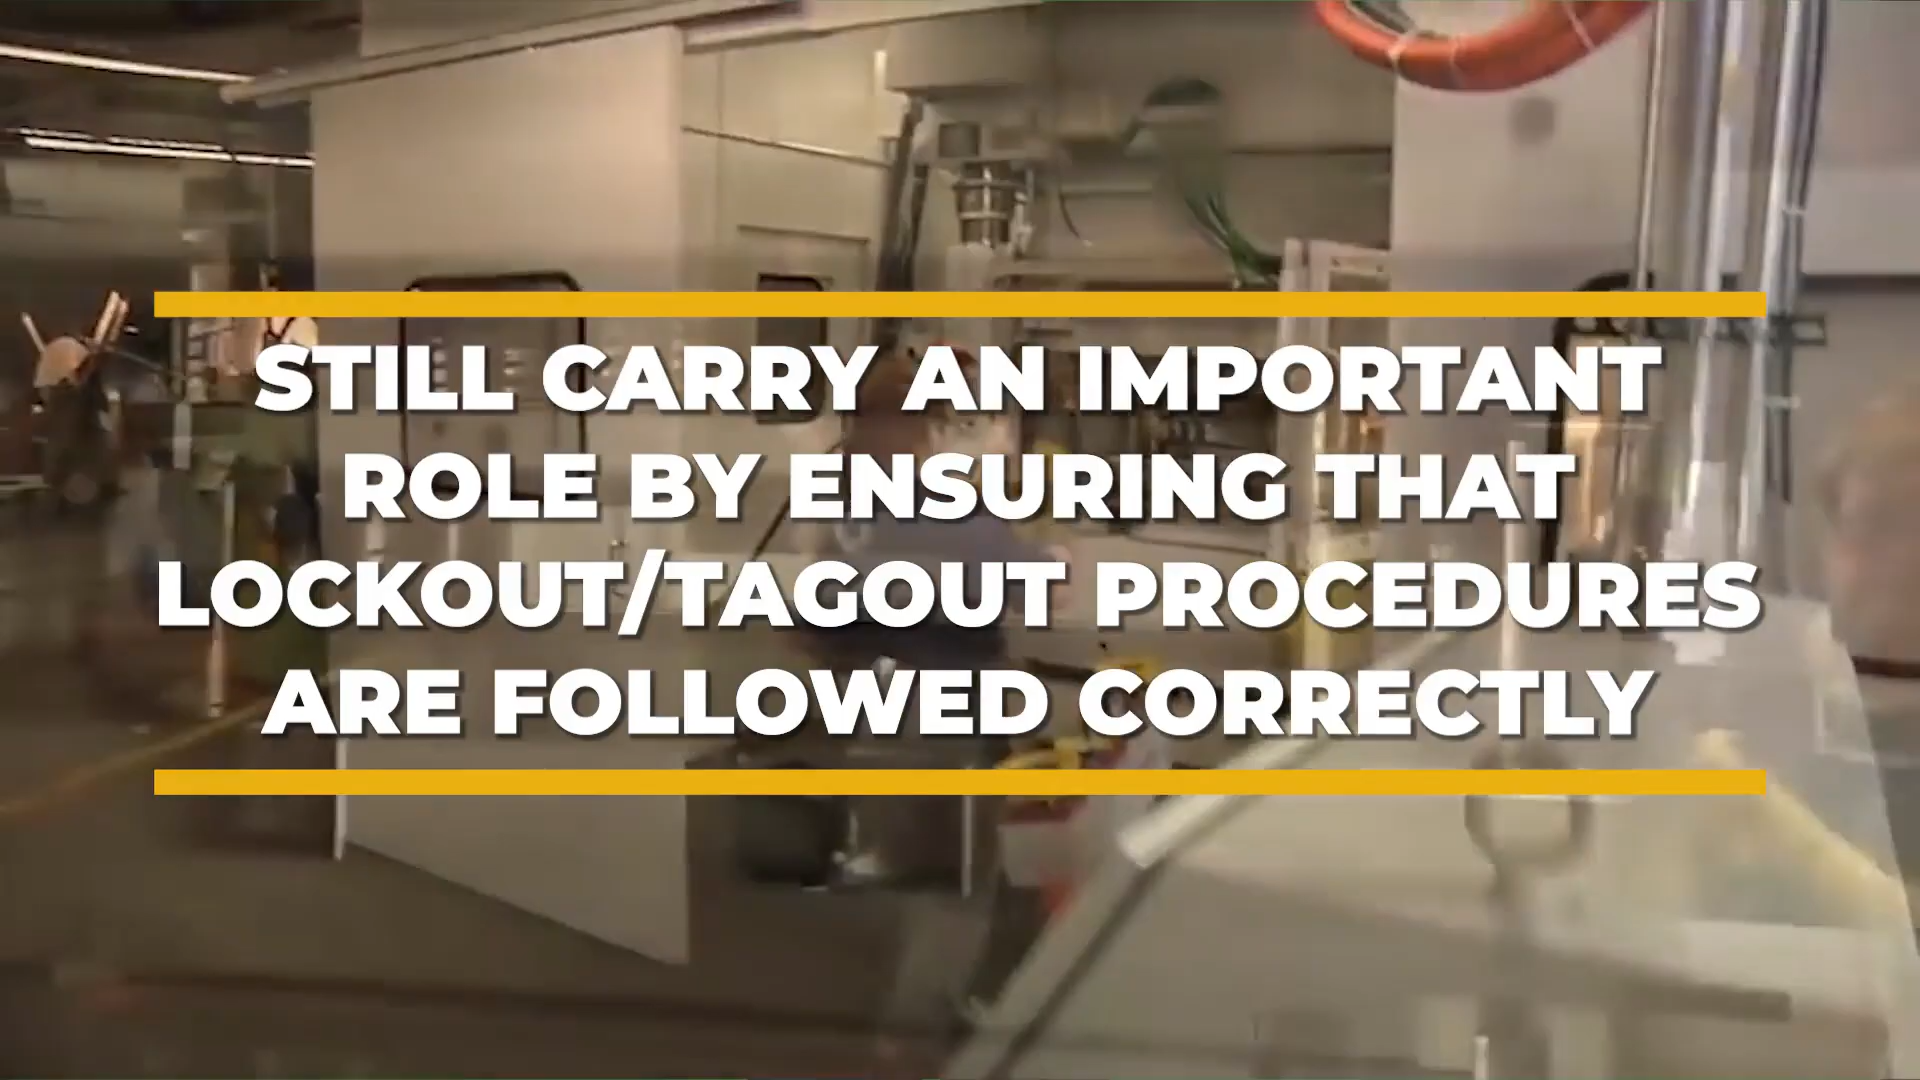 STILL CARRY AN IMPORTANT
ROLE BY ENSURING THAT
LOCKOUT/TAGOUT PROCEDURES
ARE FOLLOWED CORRECTLY